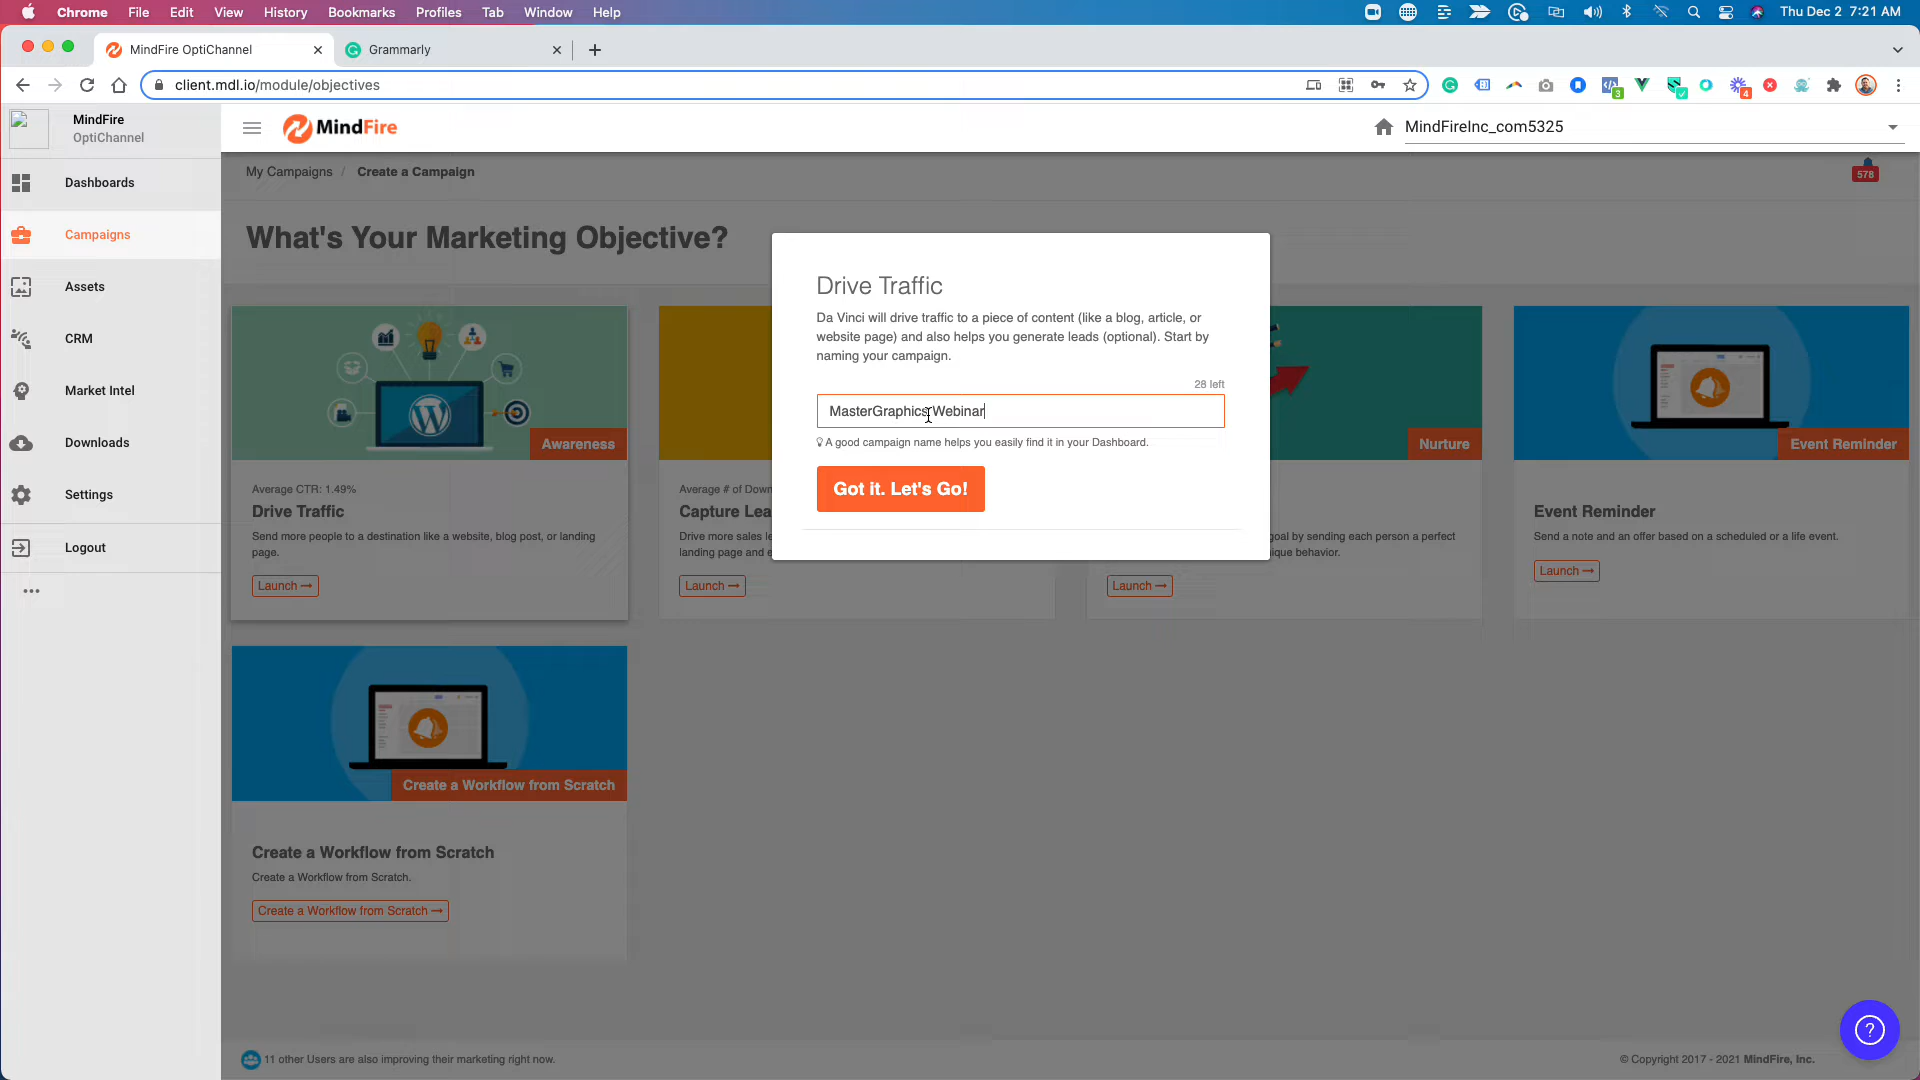 Chrome File Edit View History Bookmarks Profiles Tab Window Help Thu Dec 2 7:21 AM
MindFire OptiChannel
Grammarly
client.mdl.io/module/objectives
3
4
MindFire
OptiChannel
MindFire
MindFireInc_com5325
Dashboards
Campaigns
Assets
CRM
Market Intel
Downloads
Settings
Logout
My Campaigns / Create a Campaign
578
What's Your Marketing Objective?
Drive Traffic
Da Vinci will drive traffic to a piece of content (like a blog, article, or
website page) and also helps you generate leads (optional). Start by
naming your campaign.
28 left
MasterGraphics Webinar
A good campaign name helps you easily find it in your Dashboard.
Got it. Let's Go!
Awareness
Average CTR: 1.49%
Drive Traffic
Send more people to a destination like a website, blog post, or landing
page.
Launch
Average # of Down
Capture Lea
Drive more sales le
landing page and e
Launch
Nurture
goal by sending each person a perfect
ique behavior.
Launch
Event Reminder
Event Reminder
Send a note and an offer based on a scheduled or a life event.
Launch
Create a Workflow from Scratch
Create a Workflow from Scratch
Create a Workflow from Scratch.
Create a Workflow from Scratch
11 other Users are also improving their marketing right now.
© Copyright 2017 - 2021 MindFire, Inc.
?